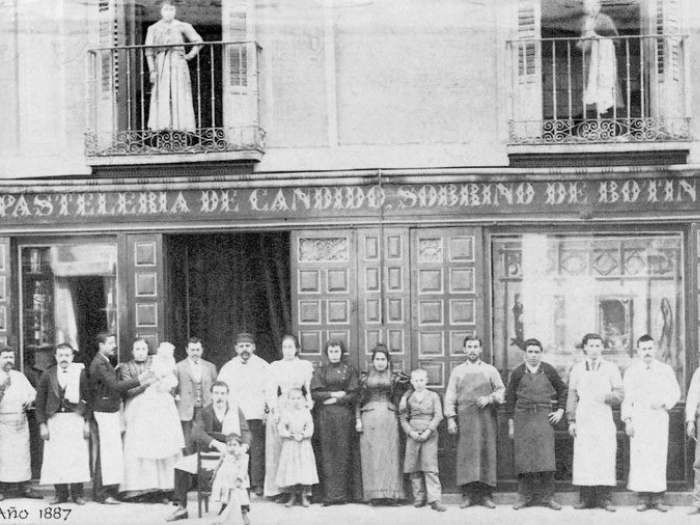 PASTELERIA DE CANDIDO, SOBRINO DE BOTIN
Año 1887